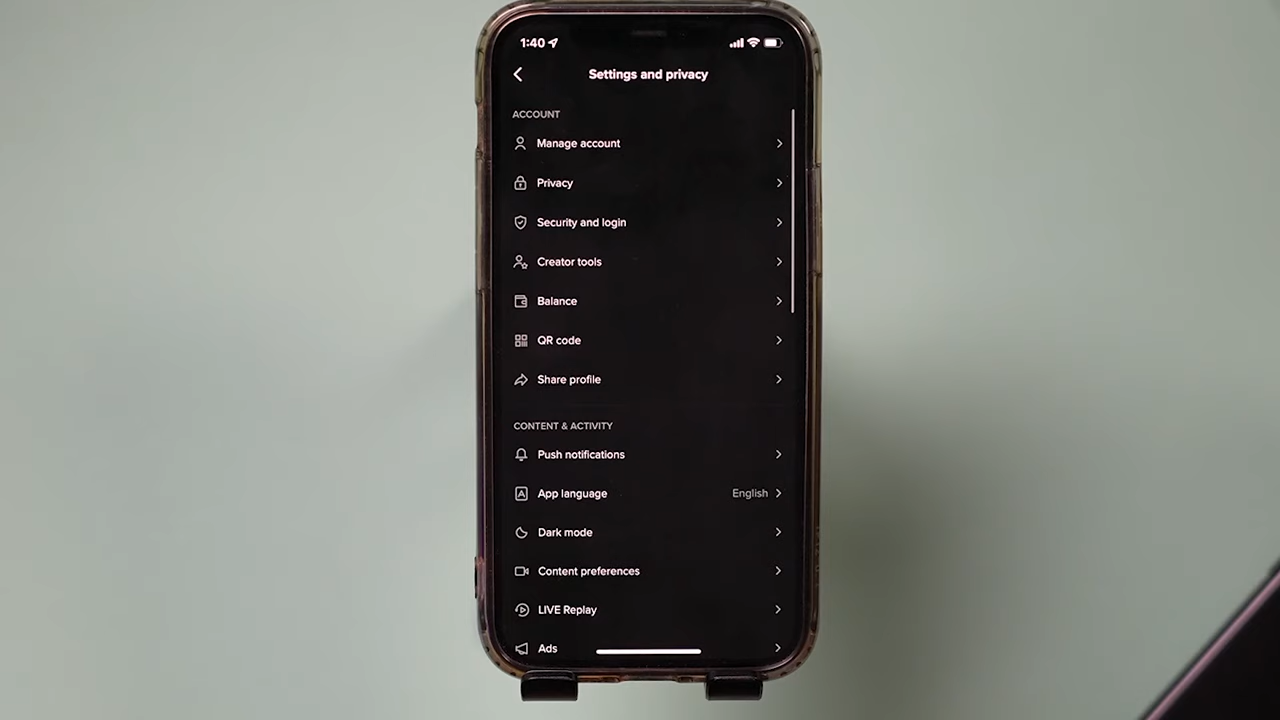 1:40
Settings and privacy
ACCOUNT
Manage account
Privacy
Security and login
Creator tools
Balance
QR code
Share profile
CONTENT & ACTIVITY
Push notifications
App language English
Dark mode
Content preferences
LIVE Replay
Ads